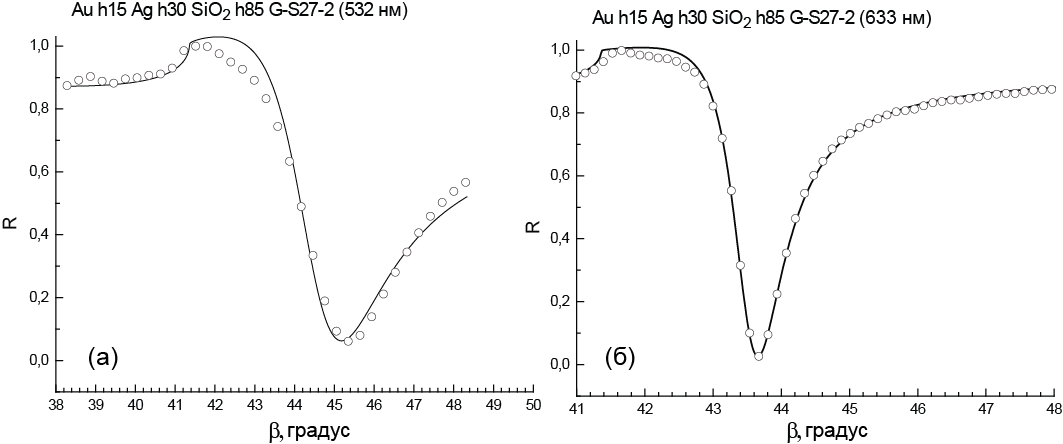 Au h15 Ag h30 SiO₂ h85 G-S27-2 (532 нм)
1,0
0,8
0,6
0,4
0,2
0,0
R
(а)
38 39 40 41 42 43 44 45 46 47 48 49 50
β, градус
Au h15 Ag h30 SiO₂ h85 G-S27-2 (633 нм)
1,0
0,8
0,6
0,4
0,2
0,0
R
(б)
41 42 43 44 45 46 47 48
β, градус